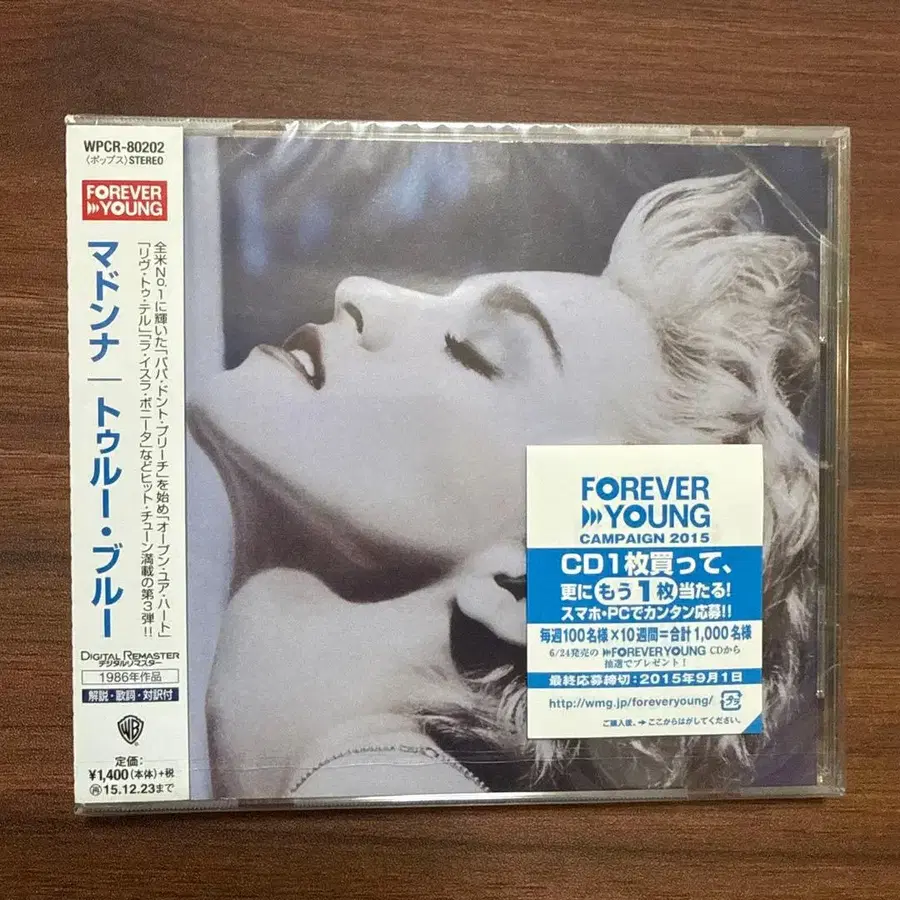 WPCR-80202
〈ポップス〉STEREO
FOREVER
YOUNG
マドンナ｜トゥルー・ブルー
全米No.1に輝いた「パパ・ドント・プリーチ」を始め「オープン・ユア・ハート」
「リヴ・トゥ・テル」「ラ・イスラ・ボニータ」などヒット・チューン満載の第3弾!!
DIGITAL REMASTER
デジタルリマスター
1986年作品
解説・歌詞・対訳付
WB
定価:
¥1,400(本体)+税
再15.12.23まで
FOREVER
YOUNG
CAMPAIGN 2015
CD1枚買って、
更にもう1枚当たる!
スマホ・PCでカンタン応募!!
毎週100名様×10週間=合計1,000名様
6/24発売の FOREVER YOUNG CDから
抽選でプレゼント!
最終応募締切:2015年9月1日
http://wmg.jp/foreveryoung/
ご購入後、→ここからはがしてください。